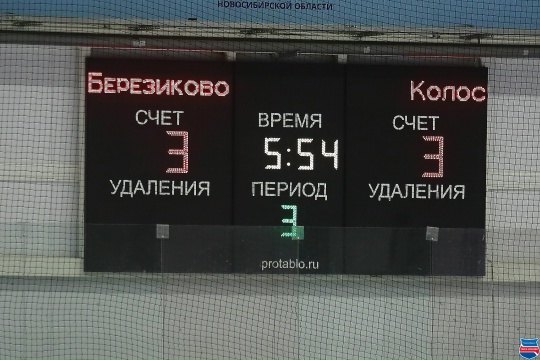 НОВОСИБИРСКОЙ ОБЛАСТИ
Березиково
Колос
СЧЕТ
ВРЕМЯ
СЧЕТ
3
5:54
3
УДАЛЕНИЯ
ПЕРИОД
УДАЛЕНИЯ
3
protablo.ru